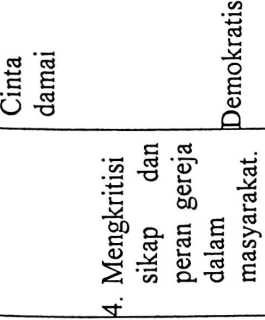 Cinta
damai
Demokratis
4. Mengkritisi
sikap dan
peran gereja
dalam
masyarakat.